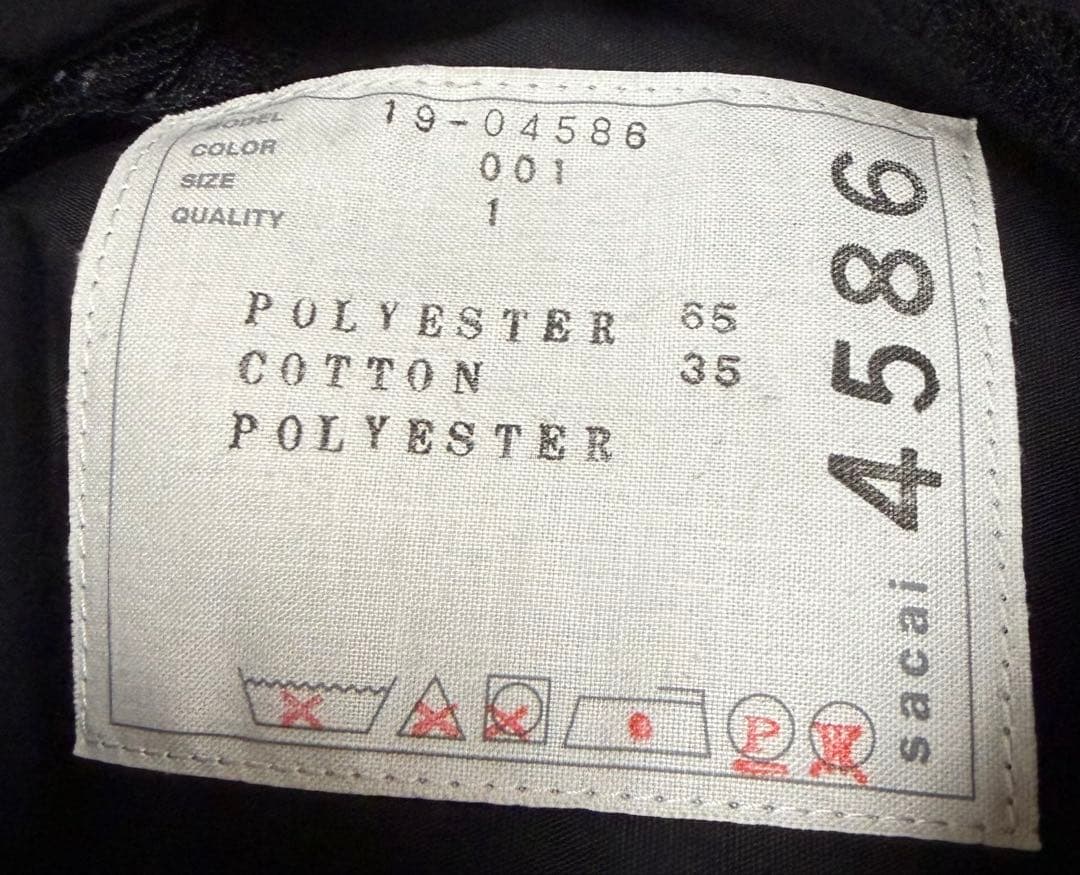 MODEL 19-04586
COLOR 001
SIZE 1
QUALITY
POLYESTER 65
COTTON 35
POLYESTER
P
W
sacai 4586